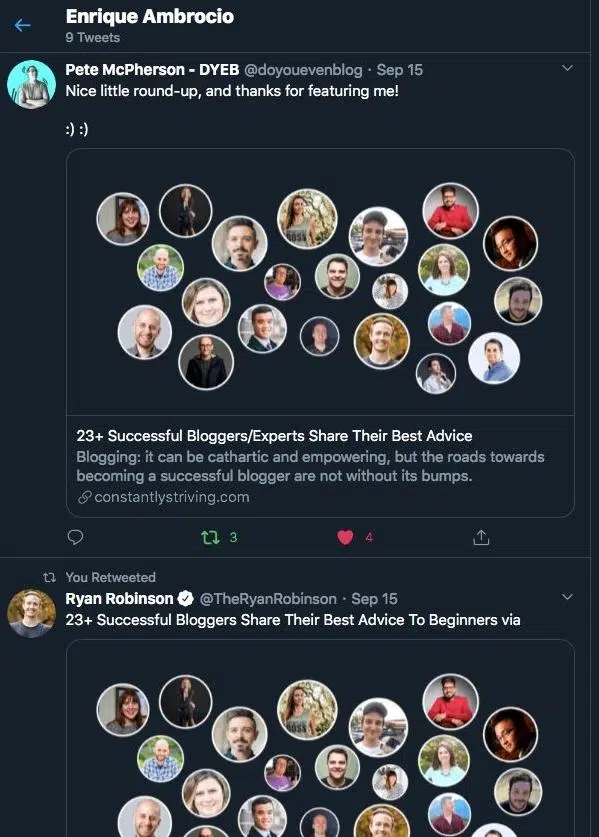 Enrique Ambrocio
9 Tweets
Pete McPherson - DYEB @doyouevenblog · Sep 15
Nice little round-up, and thanks for featuring me!
:) :)
BOSS
23+ Successful Bloggers/Experts Share Their Best Advice
Blogging: it can be cathartic and empowering, but the roads towards
becoming a successful blogger are not without its bumps.
constantlystriving.com
3 4
You Retweeted
Ryan Robinson @TheRyanRobinson · Sep 15
23+ Successful Bloggers Share Their Best Advice To Beginners via
BOSS